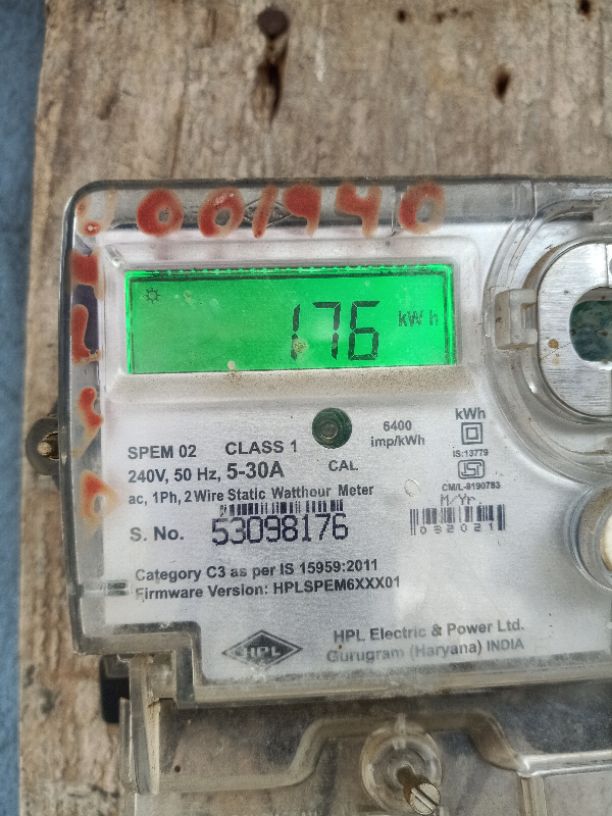 001940
176 kWh
SPEM 02 CLASS 1
240V, 50 Hz, 5-30A
ac, 1Ph, 2 Wire Static Watthour Meter
S. No. 53098176
CAL.
6400
imp/kWh
kWh
IS:13779
CM/L-8190783
M/Yr
032021
Category C3 as per IS 15959:2011
Firmware Version: HPLSPEM6XXX01
HPL
HPL Electric & Power Ltd.
Gurugram (Haryana) INDIA